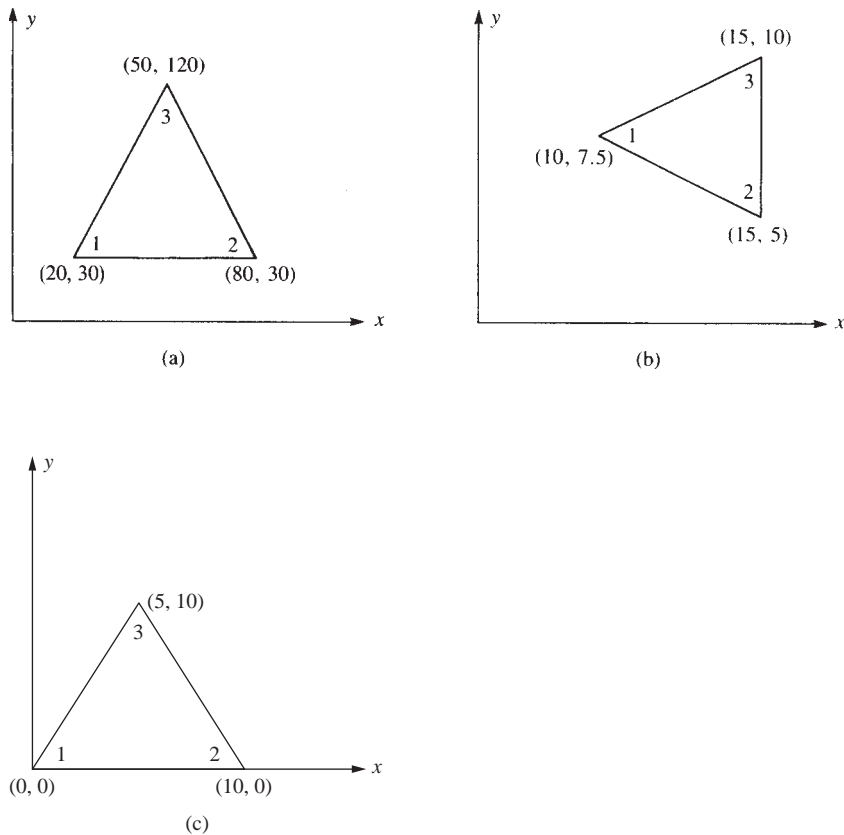 y
(50, 120)
3
1
2
(20, 30)
(80, 30)
x
(a)
y
(15, 10)
3
1
(10, 7.5)
2
(15, 5)
x
(b)
y
(5, 10)
3
1
2
x
(0, 0)
(10, 0)
(c)